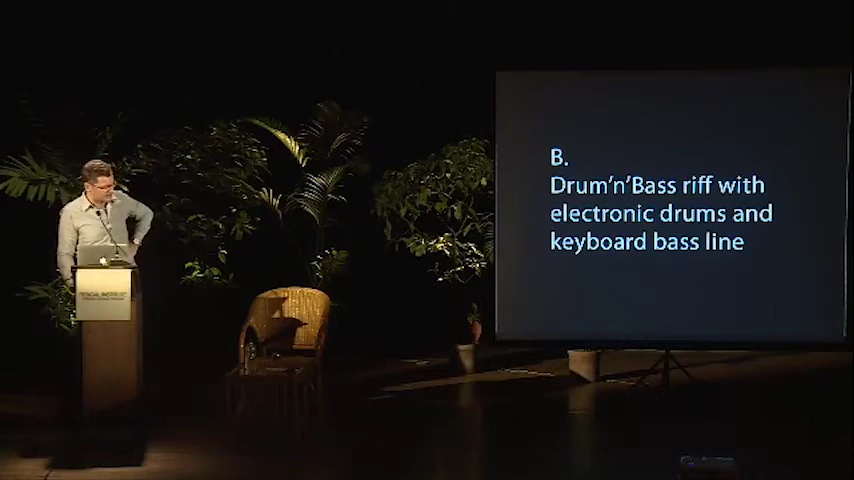 B.
Drum'n'Bass riff with
electronic drums and
keyboard bass line